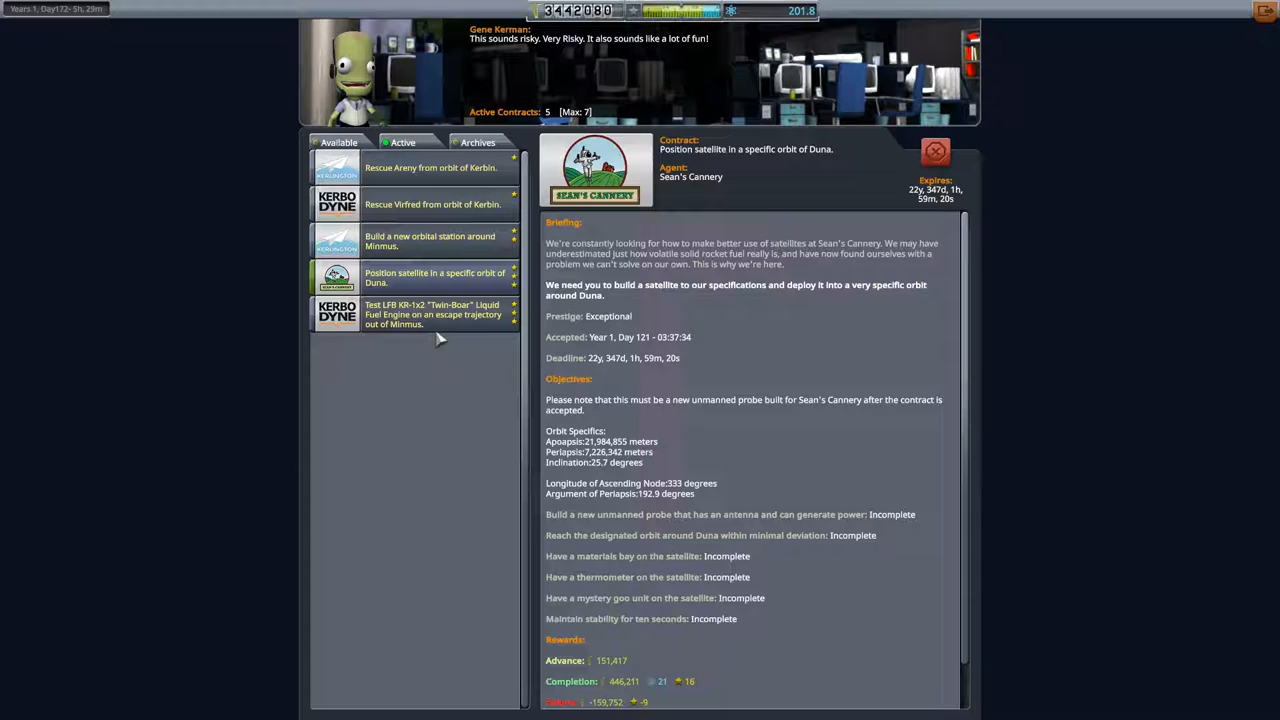 Years 1, Day172- 5h, 29m
3442080
201.8
Gene Kerman:
This sounds risky. Very Risky. It also sounds like a lot of fun!
Active Contracts: 5 [Max: 7]
Available
Active
Archives
KERLINGTON
Rescue Areny from orbit of Kerbin.
KERBO
DYNE
Rescue Virfred from orbit of Kerbin.
KERLINGTON
Build a new orbital station around
Minmus.
Position satellite in a specific orbit of
Duna.
KERBO
DYNE
Test LFB KR-1x2 "Twin-Boar" Liquid
Fuel Engine on an escape trajectory
out of Minmus.
SEAN'S CANNERY
Contract:
Position satellite in a specific orbit of Duna.
Agent:
Sean's Cannery
Expires:
22y, 347d, 1h,
59m, 20s
Briefing:
We're constantly looking for how to make better use of satellites at Sean's Cannery. We may have
underestimated just how volatile solid rocket fuel really is, and have now found ourselves with a
problem we can't solve on our own. This is why we're here.
We need you to build a satellite to our specifications and deploy it into a very specific orbit
around Duna.
Prestige: Exceptional
Accepted: Year 1, Day 121 - 03:37:34
Deadline: 22y, 347d, 1h, 59m, 20s
Objectives:
Please note that this must be a new unmanned probe built for Sean's Cannery after the contract is
accepted.
Orbit Specifics:
Apoapsis:21,984,855 meters
Periapsis:7,226,342 meters
Inclination:25.7 degrees
Longitude of Ascending Node:333 degrees
Argument of Periapsis:192.9 degrees
Build a new unmanned probe that has an antenna and can generate power: Incomplete
Reach the designated orbit around Duna within minimal deviation: Incomplete
Have a materials bay on the satellite: Incomplete
Have a thermometer on the satellite: Incomplete
Have a mystery goo unit on the satellite: Incomplete
Maintain stability for ten seconds: Incomplete
Rewards:
Advance: 151,417
Completion: 446,211 21 16
Failure: -159,752 -9